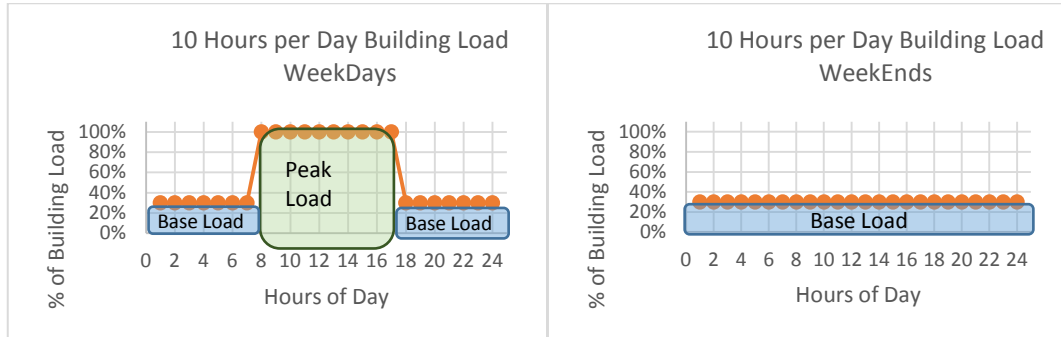 10 Hours per Day Building Load
WeekDays
% of Building Load
100%
80%
60%
40%
20%
0%
Peak
Load
Base Load
Base Load
0 2 4 6 8 10 12 14 16 18 20 22 24
Hours of Day
10 Hours per Day Building Load
WeekEnds
% of Building Load
100%
80%
60%
40%
20%
0%
Base Load
0 2 4 6 8 10 12 14 16 18 20 22 24
Hours of Day